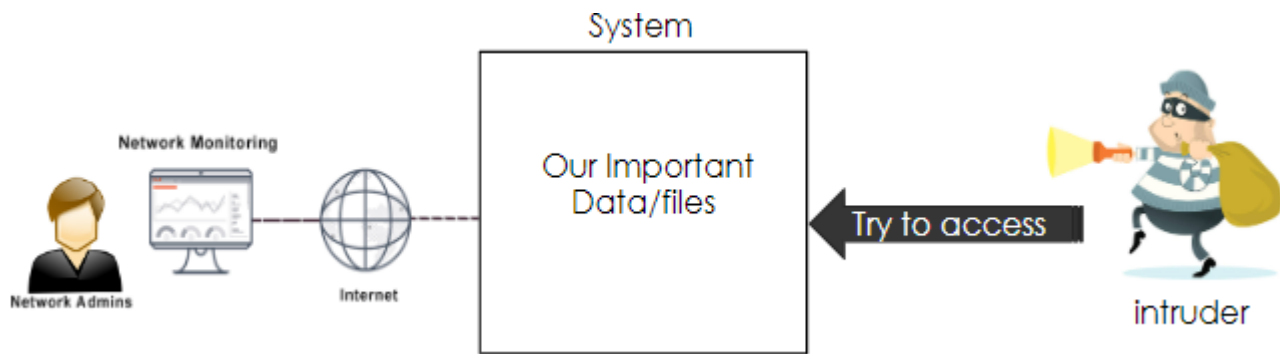 System
Network Monitoring
Our Important
Data/files
Try to access
Network Admins
Internet
intruder